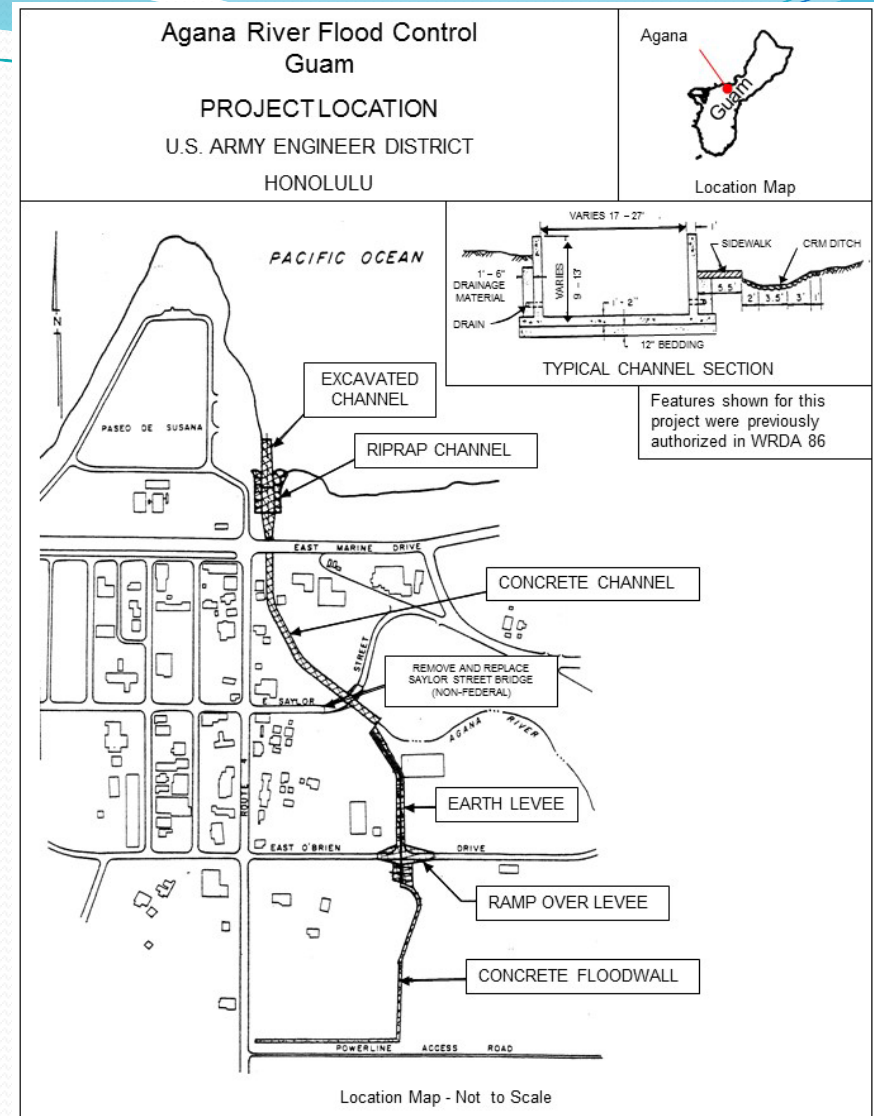 Agana River Flood Control
Guam
PROJECT LOCATION
U.S. ARMY ENGINEER DISTRICT
HONOLULU
Agana
Guam
Location Map
VARIES 17 – 27'
1'
SIDEWALK
CRM DITCH
1' – 6"
DRAINAGE
MATERIAL
VARIES
9 – 13'
5.5'
1' – 2"
2'
3.5'
3'
1'
DRAIN
12" BEDDING
TYPICAL CHANNEL SECTION
Features shown for this
project were previously
authorized in WRDA 86
N
PACIFIC OCEAN
EXCAVATED
CHANNEL
PASEO DE SUSANA
RIPRAP CHANNEL
EAST MARINE DRIVE
CONCRETE CHANNEL
STREET
REMOVE AND REPLACE
SAYLOR STREET BRIDGE
(NON-FEDERAL)
E. SAYLOR
AGANA RIVER
ROUTE 4
EARTH LEVEE
EAST O'BRIEN DRIVE
RAMP OVER LEVEE
CONCRETE FLOODWALL
POWERLINE ACCESS ROAD
Location Map - Not to Scale